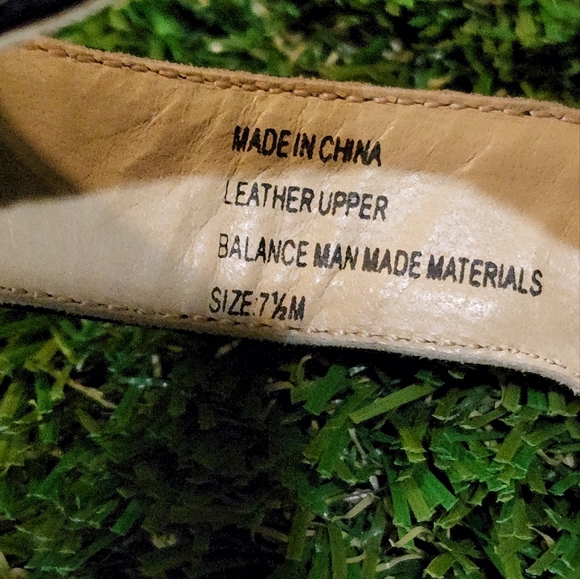 MADE IN CHINA
LEATHER UPPER
BALANCE MAN MADE MATERIALS
SIZE:7½M